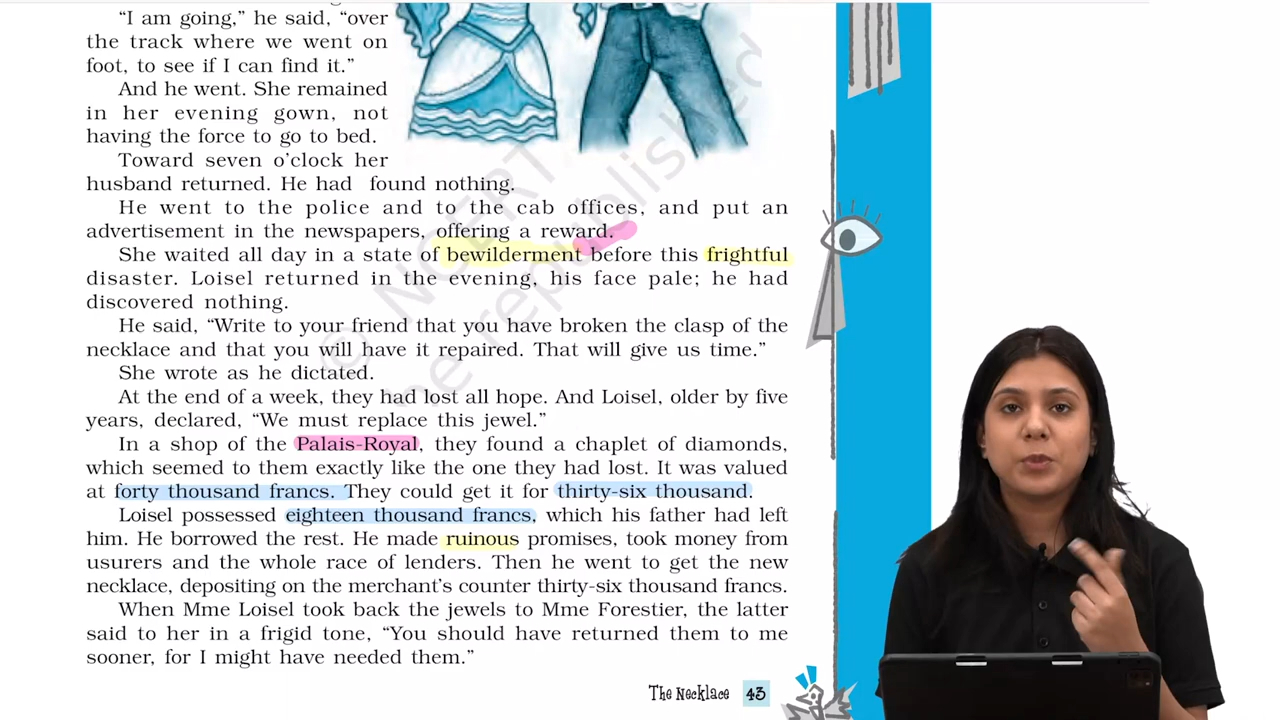 “I am going,” he said, “over
the track where we went on
foot, to see if I can find it.”
And he went. She remained
in her evening gown, not
having the force to go to bed.
Toward seven o’clock her
husband returned. He had found nothing.
He went to the police and to the cab offices, and put an
advertisement in the newspapers, offering a reward.
She waited all day in a state of bewilderment before this frightful
disaster. Loisel returned in the evening, his face pale; he had
discovered nothing.
He said, “Write to your friend that you have broken the clasp of the
necklace and that you will have it repaired. That will give us time.”
She wrote as he dictated.
At the end of a week, they had lost all hope. And Loisel, older by five
years, declared, “We must replace this jewel.”
In a shop of the Palais-Royal, they found a chaplet of diamonds,
which seemed to them exactly like the one they had lost. It was valued
at forty thousand francs. They could get it for thirty-six thousand.
Loisel possessed eighteen thousand francs, which his father had left
him. He borrowed the rest. He made ruinous promises, took money from
usurers and the whole race of lenders. Then he went to get the new
necklace, depositing on the merchant’s counter thirty-six thousand francs.
When Mme Loisel took back the jewels to Mme Forestier, the latter
said to her in a frigid tone, “You should have returned them to me
sooner, for I might have needed them.”
The Necklace 43
© NCERT
be republished